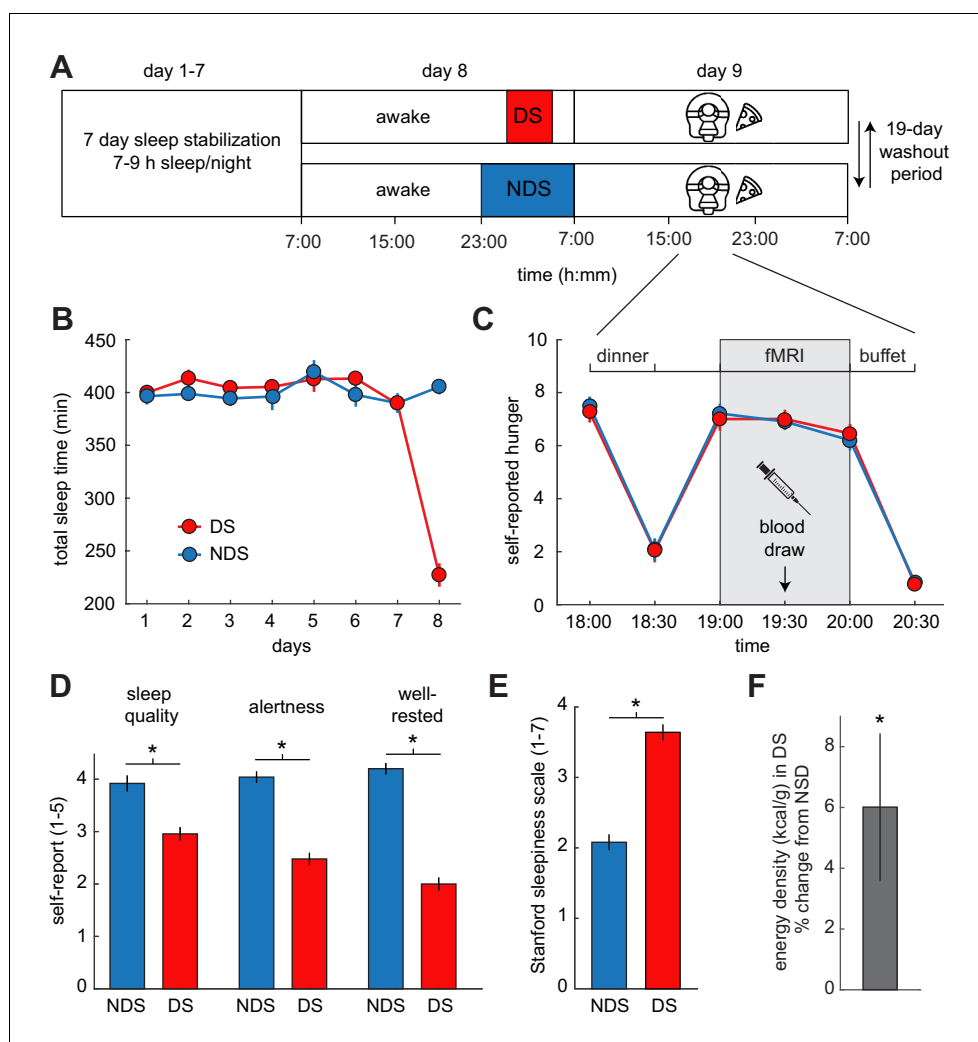 A
day 1-7
day 8
day 9
7 day sleep stabilization
7-9 h sleep/night
awake
DS
awake
NDS
19-day
washout
period
7:00
15:00
23:00
7:00
15:00
23:00
7:00
time (h:mm)
B
total sleep time (min)
450
400
350
300
250
200
DS
NDS
1 2 3 4 5 6 7 8
days
C
self-reported hunger
10
8
6
4
2
0
dinner
fMRI
buffet
blood
draw
18:00 18:30 19:00 19:30 20:00 20:30
time
D
self-report (1-5)
4
3
2
1
0
sleep
quality
alertness
well-
rested
*
*
*
NDS DS NDS DS NDS DS
E
Stanford sleepiness scale (1-7)
4
3
2
1
0
*
NDS DS
F
energy density (kcal/g) in DS
% change from NSD
8
6
4
2
0
*